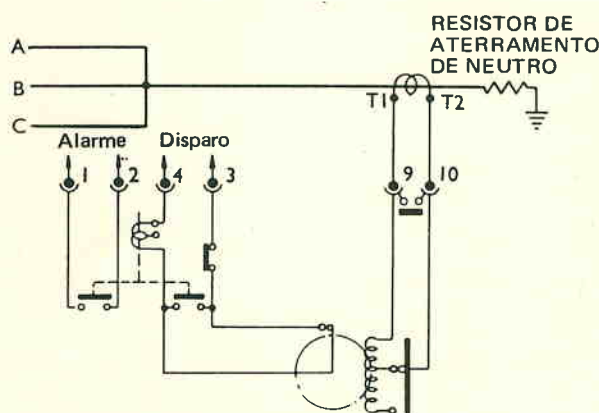 RESISTOR DE
ATERRAMENTO
DE NEUTRO
A
B
C
T1 T2
Alarme Disparo
1 2 4 3 9 10